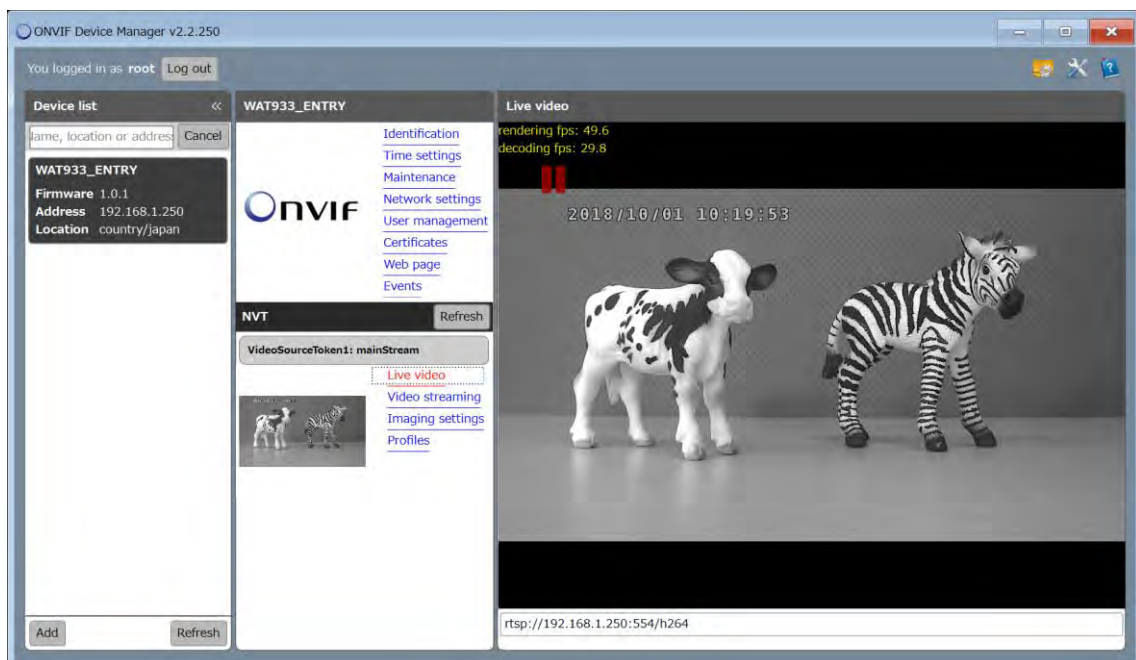 ONVIF Device Manager v2.2.250
You logged in as root Log out
Device list «
Name, location or address Cancel
WAT933_ENTRY
Firmware 1.0.1
Address 192.168.1.250
Location country/japan
Add Refresh
WAT933_ENTRY
ONVIF
Identification
Time settings
Maintenance
Network settings
User management
Certificates
Web page
Events
NVT Refresh
VideoSourceToken1: mainStream
Live video
Video streaming
Imaging settings
Profiles
Live video
rendering fps: 49.6
decoding fps: 29.8
2018/10/01 10:19:53
rtsp://192.168.1.250:554/h264